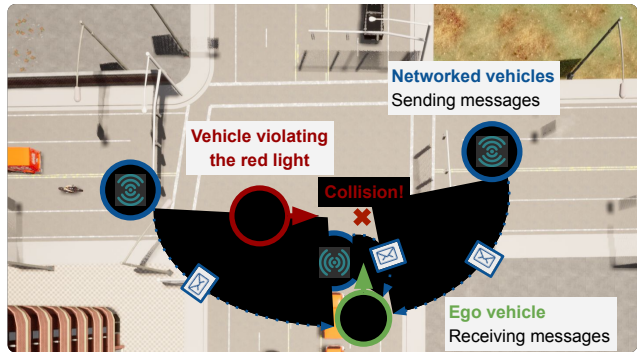 Networked vehicles
Sending messages
Vehicle violating
the red light
Collision!
Ego vehicle
Receiving messages